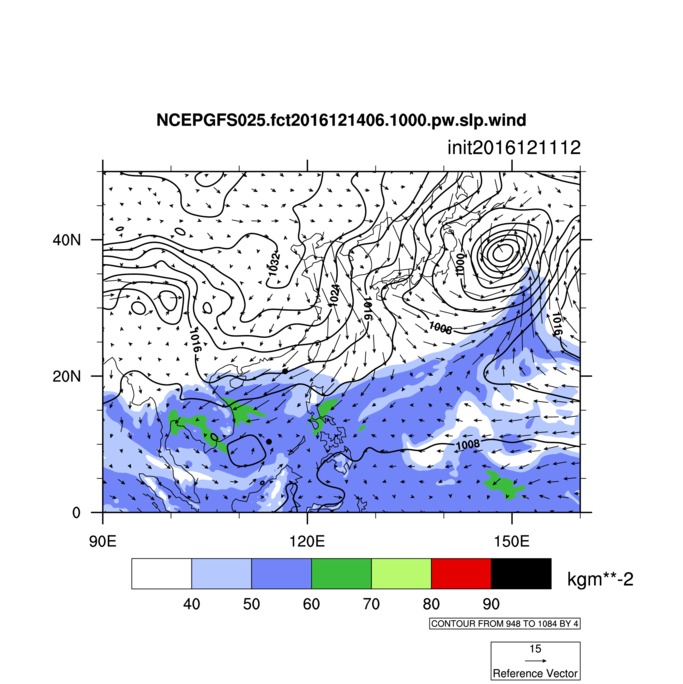 NCEPGFS025.fct2016121406.1000.pw.slp.wind
init2016121112
40N
20N
0
90E
120E
150E
1032
1024
1016
1000
1008
1016
1016
1008
40
50
60
70
80
90
kgm**-2
CONTOUR FROM 948 TO 1084 BY 4
15
Reference Vector